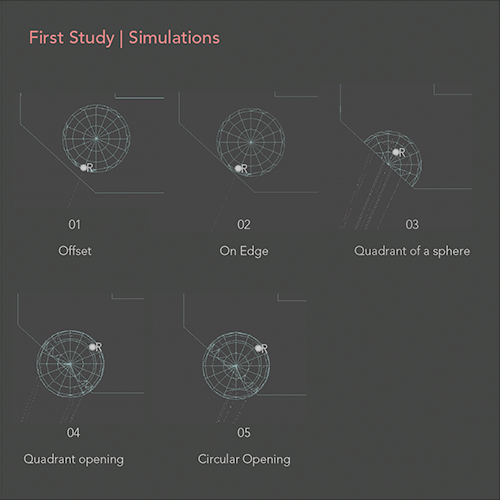 First Study | Simulations
R
R
R
01
02
03
Offset
On Edge
Quadrant of a sphere
R
R
04
05
Quadrant opening
Circular Opening